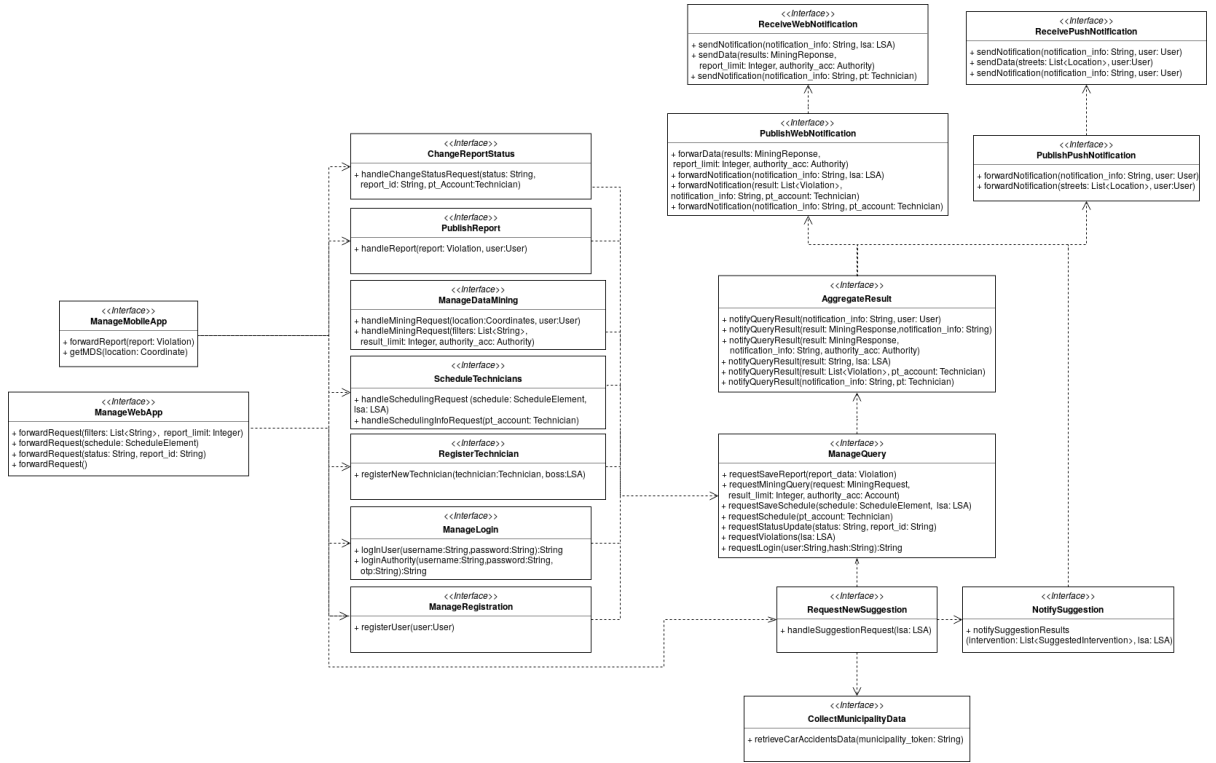 <<Interface>>
ReceiveWebNotification
+ sendNotification(notification_info: String, lsa: LSA)
+ sendData(results: MiningReponse,
report_limit: Integer, authority_acc: Authority)
+ sendNotification(notification_info: String, pt: Technician)
<<Interface>>
ReceivePushNotification
+ sendNotification(notification_info: String, user: User)
+ sendData(streets: List<Location>, user:User)
+ sendNotification(notification_info: String, user: User)
<<Interface>>
PublishWebNotification
+ forwarData(results: MiningReponse,
report_limit: Integer, authority_acc: Authority)
+ forwardNotification(notification_info: String, lsa: LSA)
+ forwardNotification(result: List<Violation>,
notification_info: String, pt_account: Technician)
+ forwardNotification(notification_info: String, pt_account: Technician)
<<Interface>>
PublishPushNotification
+ forwardNotification(notification_info: String, user: User)
+ forwardNotification(streets: List<Location>, user:User)
<<Interface>>
ChangeReportStatus
+ handleChangeStatusRequest(status: String,
report_id: String, pt_Account:Technician)
<<Interface>>
PublishReport
+ handleReport(report: Violation, user:User)
<<Interface>>
ManageDataMining
+ handleMiningRequest(location:Coordinates, user:User)
+ handleMiningRequest(filters: List<String>,
result_limit: Integer, authority_acc: Authority)
<<Interface>>
ScheduleTechnicians
+ handleSchedulingRequest (schedule: ScheduleElement,
lsa: LSA)
+ handleSchedulingInfoRequest(pt_account: Technician)
<<Interface>>
RegisterTechnician
+ registerNewTechnician(technician:Technician, boss:LSA)
<<Interface>>
ManageLogin
+ logInUser(username:String,password:String):String
+ loginAuthority(username:String,password:String,
otp:String):String
<<Interface>>
ManageRegistration
+ registerUser(user:User)
<<Interface>>
ManageMobileApp
+ forwardReport(report: Violation)
+ getMDS(location: Coordinate)
<<Interface>>
ManageWebApp
+ forwardRequest(filters: List<String>, report_limit: Integer)
+ forwardRequest(schedule: ScheduleElement)
+ forwardRequest(status: String, report_id: String)
+ forwardRequest()
<<Interface>>
AggregateResult
+ notifyQueryResult(notification_info: String, user: User)
+ notifyQueryResult(result: MiningResponse,notification_info: String)
+ notifyQueryResult(result: MiningResponse,
notification_info: String, authority_acc: Authority)
+ notifyQueryResult(result: String, lsa: LSA)
+ notifyQueryResult(result: List<Violation>, pt_account: Technician)
+ notifyQueryResult(notification_info: String, pt: Technician)
<<Interface>>
ManageQuery
+ requestSaveReport(report_data: Violation)
+ requestMiningQuery(request: MiningRequest,
result_limit: Integer, authority_acc: Account)
+ requestSaveSchedule(schedule: ScheduleElement, lsa: LSA)
+ requestSchedule(pt_account: Technician)
+ requestStatusUpdate(status: String, report_id: String)
+ requestViolations(lsa: LSA)
+ requestLogin(user:String,hash:String):String
<<Interface>>
RequestNewSuggestion
+ handleSuggestionRequest(lsa: LSA)
<<Interface>>
NotifySuggestion
+ notifySuggestionResults
(intervention: List<SuggestedIntervention>, lsa: LSA)
<<Interface>>
CollectMunicipalityData
+ retrieveCarAccidentsData(municipality_token: String)